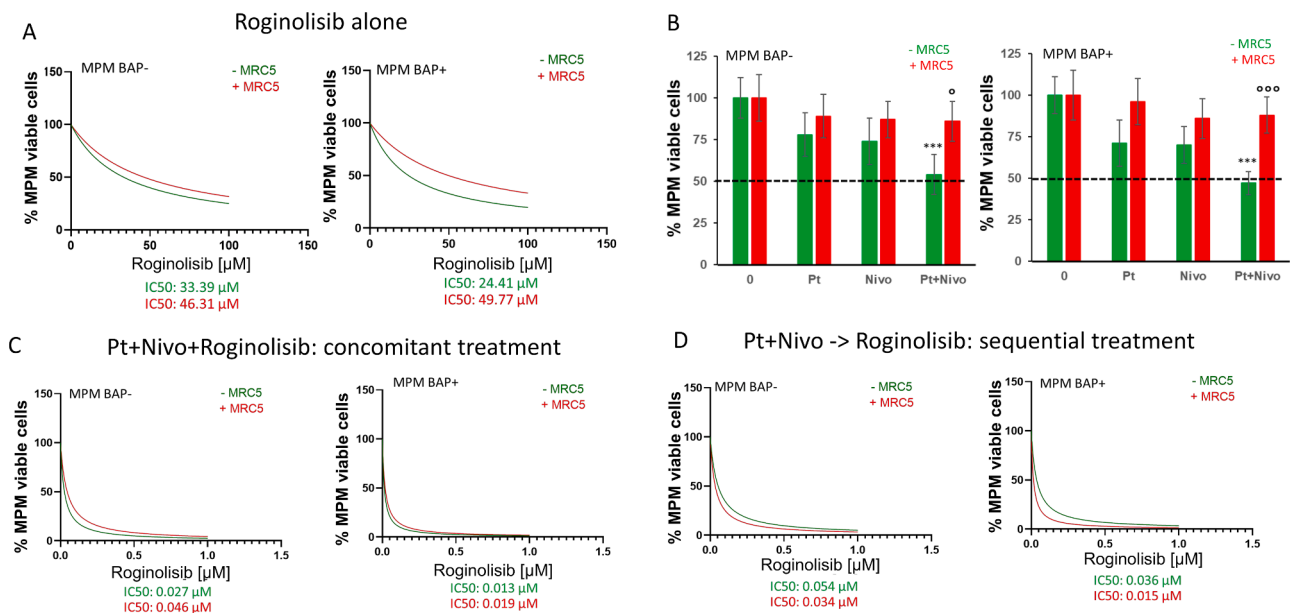 A
Roginolisib alone
MPM BAP-
- MRC5
+ MRC5
% MPM viable cells
150
100
50
0
0
50
100
150
Roginolisib [µM]
IC50: 33.39 µM
IC50: 46.31 µM
MPM BAP+
- MRC5
+ MRC5
% MPM viable cells
150
100
50
0
0
50
100
150
Roginolisib [µM]
IC50: 24.41 µM
IC50: 49.77 µM
B
MPM BAP-
- MRC5
+ MRC5
% MPM viable cells
125
100
75
50
25
0
***
o
0
Pt
Nivo
Pt+Nivo
MPM BAP+
- MRC5
+ MRC5
% MPM viable cells
125
100
75
50
25
0
***
ooo
0
Pt
Nivo
Pt+Nivo
C
Pt+Nivo+Roginolisib: concomitant treatment
MPM BAP-
- MRC5
+ MRC5
% MPM viable cells
150
100
50
0
0.0
0.5
1.0
1.5
Roginolisib [µM]
IC50: 0.027 µM
IC50: 0.046 µM
MPM BAP+
- MRC5
+ MRC5
% MPM viable cells
150
100
50
0
0.0
0.5
1.0
1.5
Roginolisib [µM]
IC50: 0.013 µM
IC50: 0.019 µM
D
Pt+Nivo -> Roginolisib: sequential treatment
MPM BAP-
- MRC5
+ MRC5
% MPM viable cells
150
100
50
0
0.0
0.5
1.0
1.5
Roginolisib [µM]
IC50: 0.054 µM
IC50: 0.034 µM
MPM BAP+
- MRC5
+ MRC5
% MPM viable cells
150
100
50
0
0.0
0.5
1.0
1.5
Roginolisib [µM]
IC50: 0.036 µM
IC50: 0.015 µM